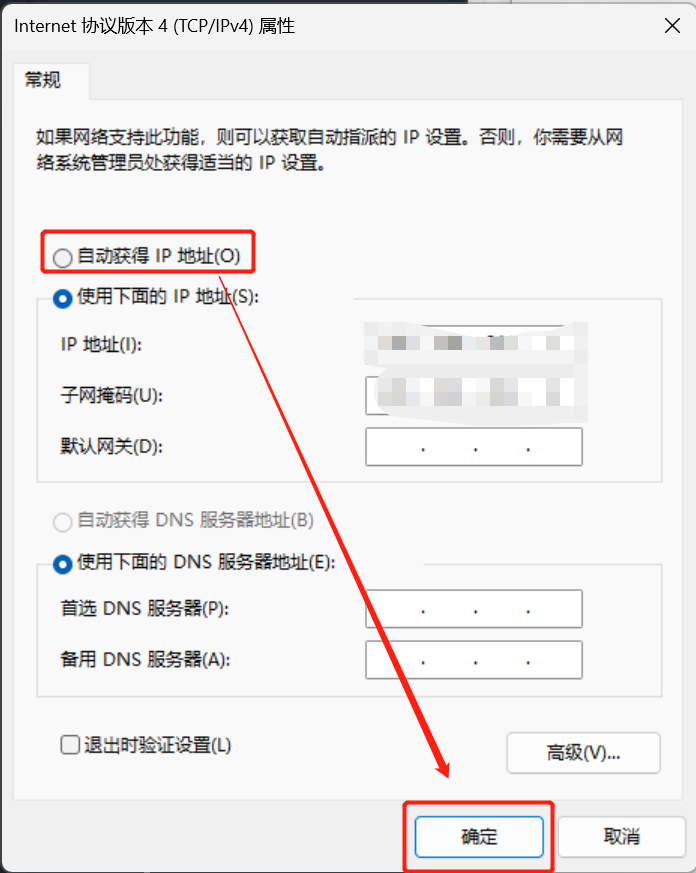 Internet 协议版本 4 (TCP/IPv4) 属性
常规
如果网络支持此功能，则可以获取自动指派的 IP 设置。否则，你需要从网
络系统管理员处获得适当的 IP 设置。
自动获得 IP 地址(O)
使用下面的 IP 地址(S):
IP 地址(I):
子网掩码(U):
默认网关(D):
自动获得 DNS 服务器地址(B)
使用下面的 DNS 服务器地址(E):
首选 DNS 服务器(P):
备用 DNS 服务器(A):
退出时验证设置(L)
高级(V)...
确定
取消